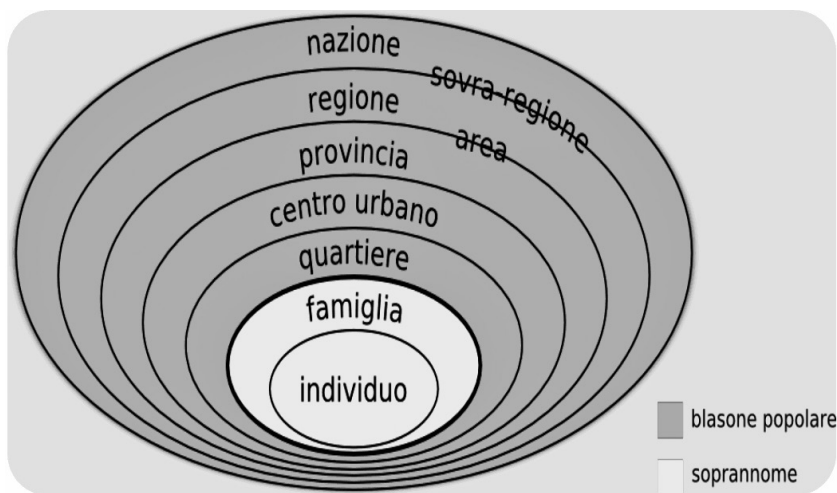 nazione
sovra-regione
regione
area
provincia
centro urbano
quartiere
famiglia
individuo
blasone popolare
soprannome